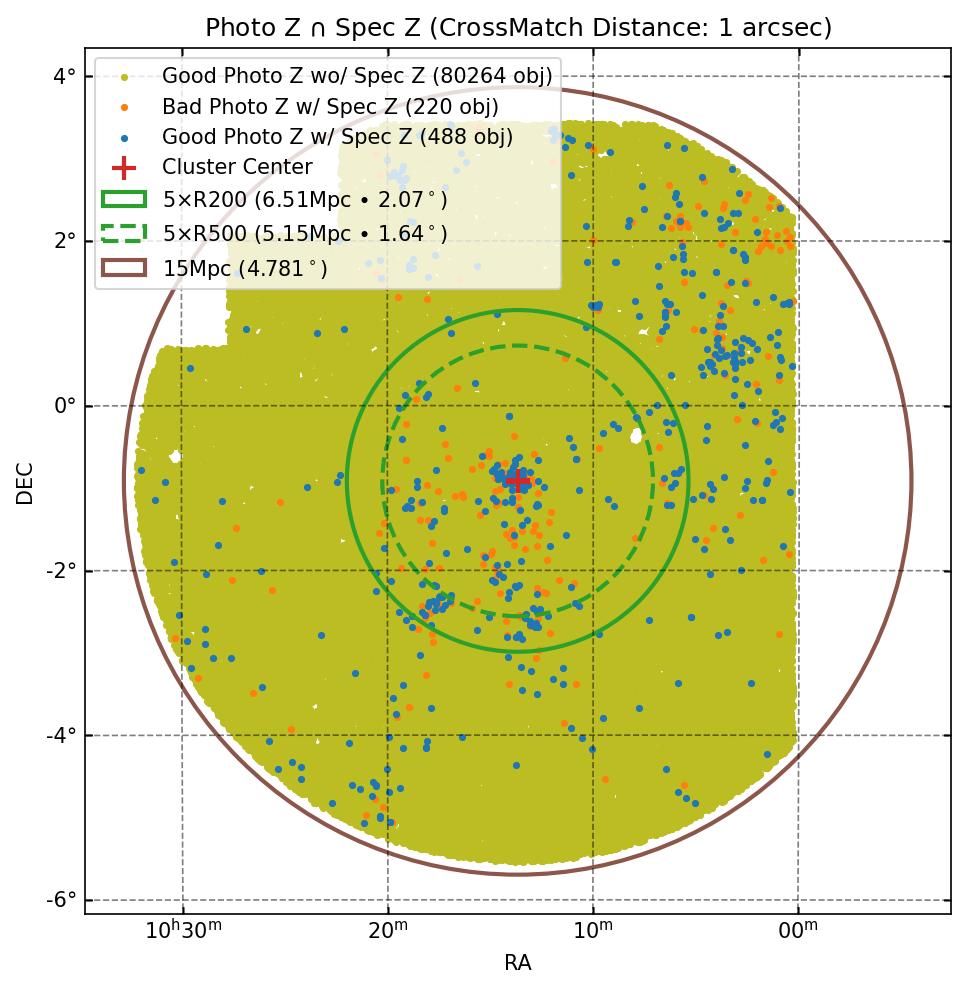 Photo Z ∩ Spec Z (CrossMatch Distance: 1 arcsec)
Good Photo Z wo/ Spec Z (80264 obj)
Bad Photo Z w/ Spec Z (220 obj)
Good Photo Z w/ Spec Z (488 obj)
Cluster Center
5×R200 (6.51Mpc • 2.07°)
5×R500 (5.15Mpc • 1.64°)
15Mpc (4.781°)
4°
2°
0°
-2°
-4°
-6°
DEC
10ʰ30ᵐ 20ᵐ 10ᵐ 00ᵐ
RA